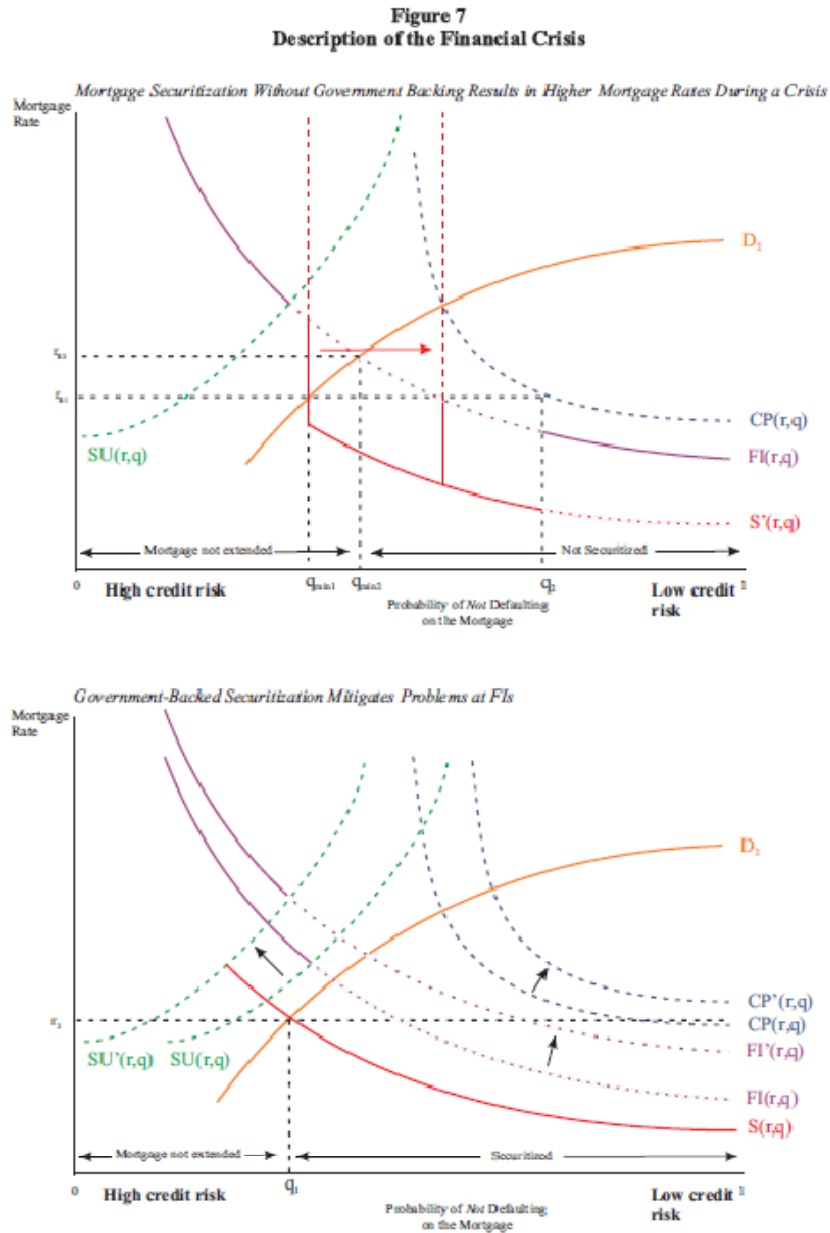 Figure 7
Description of the Financial Crisis
Mortgage Securitization Without Government Backing Results in Higher Mortgage Rates During a Crisis
Mortgage
Rate
D₂
CP(r,q)
FI(r,q)
S'(r,q)
SU(r,q)
Mortgage not extended
Not Securitized
0
High credit risk
qmin1
qmin2
q₂
Low credit
risk
1
Probability of Not Defaulting
on the Mortgage
Government-Backed Securitization Mitigates Problems at FIs
Mortgage
Rate
D₂
CP'(r,q)
CP(r,q)
FI'(r,q)
FI(r,q)
S(r,q)
SU'(r,q)
SU(r,q)
Mortgage not extended
Securitized
0
High credit risk
q₁
Low credit
risk
1
Probability of Not Defaulting
on the Mortgage